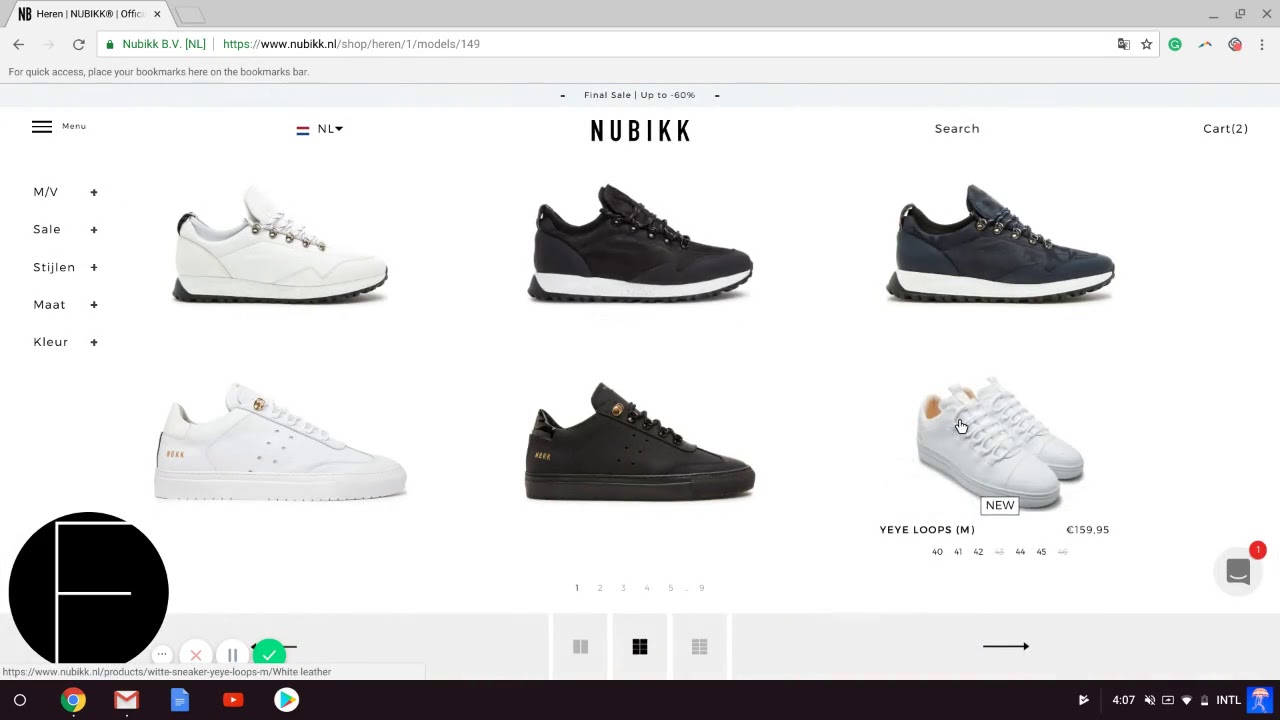 NB Heren | NUBIKK® | Offici
Nubikk B.V. [NL]
https://www.nubikk.nl/shop/heren/1/models/149
For quick access, place your bookmarks here on the bookmarks bar.
- Final Sale | Up to -60% -
Menu
NL
NUBIKK
Search
Cart(2)
M/V +
Sale +
Stijlen +
Maat +
Kleur +
NBKK
NBKK
NEW
YEYE LOOPS (M) €159,95
40 41 42 43 44 45 46
1 2 3 4 5 .. 9
1
https://www.nubikk.nl/products/witte-sneaker-yeye-loops-m/White leather
4:07
INTL